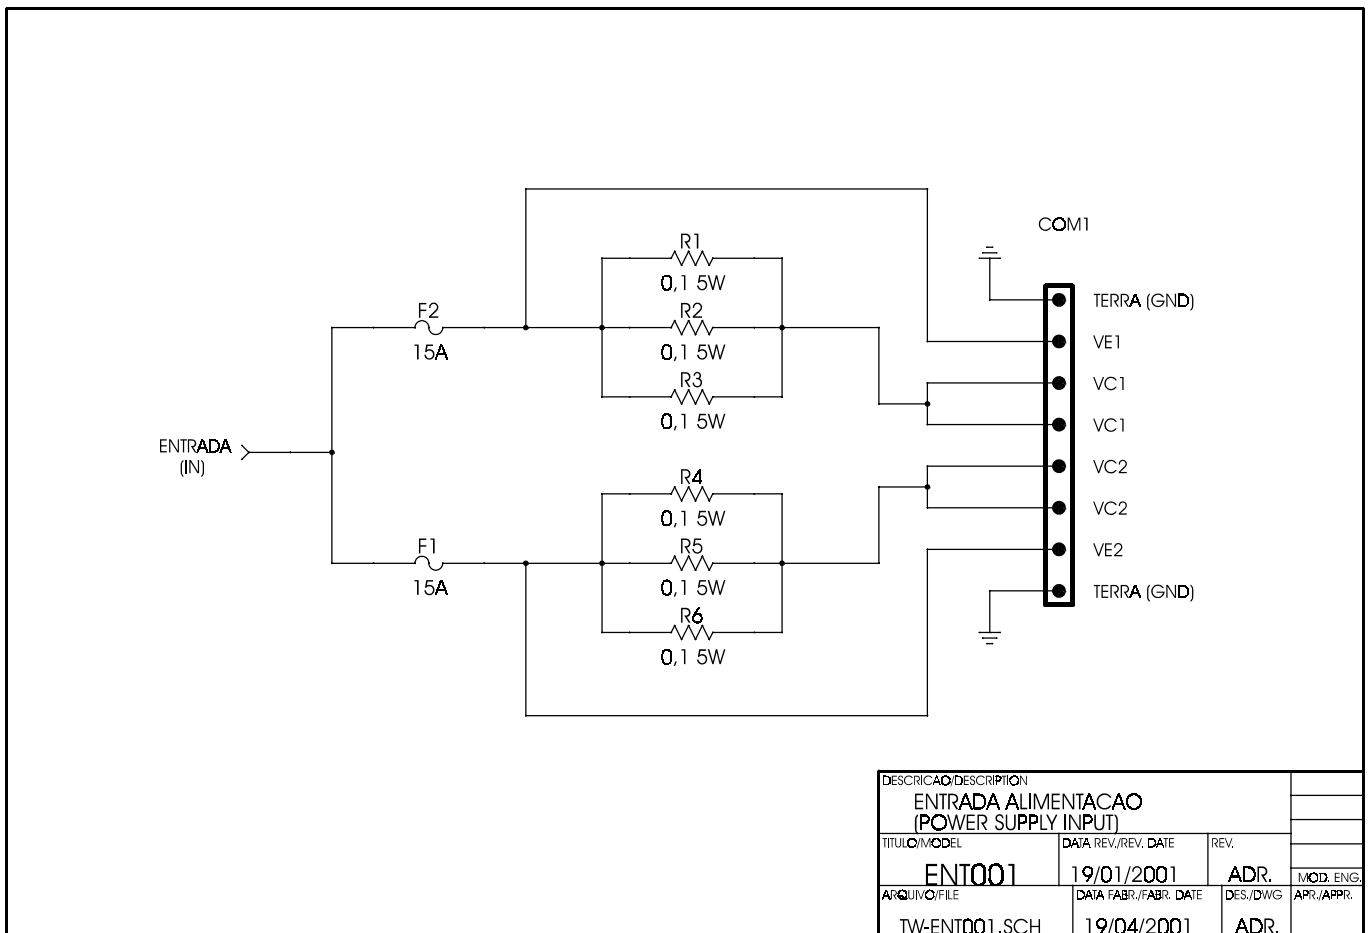 COM1
R1
0,1 5W
F2
R2
15A
0,1 5W
R3
0,1 5W
TERRA (GND)
VE1
VC1
VC1
VC2
VC2
VE2
TERRA (GND)
ENTRADA
(IN)
R4
0,1 5W
F1
R5
15A
0,1 5W
R6
0,1 5W
DESCRICAO/DESCRIPTION
ENTRADA ALIMENTACAO
(POWER SUPPLY INPUT)
TITULO/MODEL
DATA REV./REV. DATE
REV.
ENT001
19/01/2001
ADR.
MOD. ENG.
ARQUIVO/FILE
DATA FABR./FABR. DATE
DES./DWG
APR./APPR.
TW-ENT001.SCH
19/04/2001
ADR.